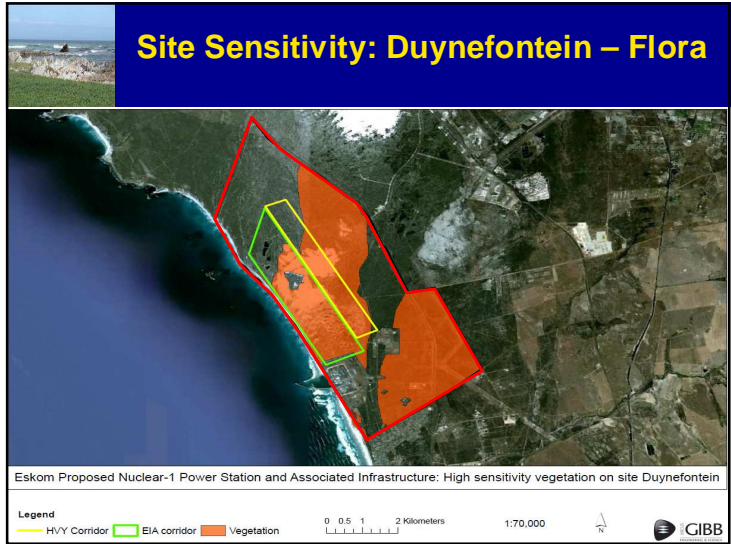 Site Sensitivity: Duynefontein – Flora
Eskom Proposed Nuclear-1 Power Station and Associated Infrastructure: High sensitivity vegetation on site Duynefontein
Legend
HVY Corridor EIA corridor Vegetation
0 0.5 1 2 Kilometers
1:70,000
N
GIBB